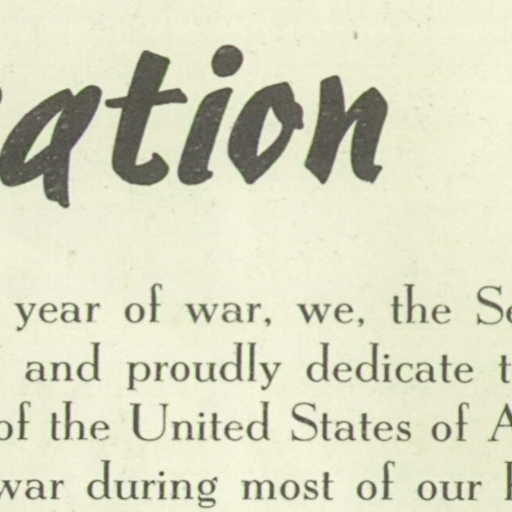 ation
year of war, we, the Se
and proudly dedicate t
of the United States of A
war during most of our